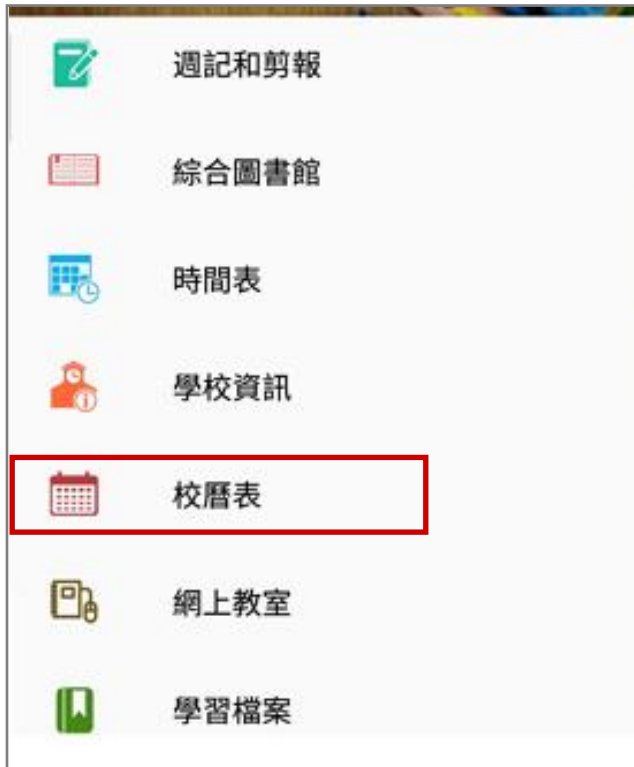 週記和剪報
綜合圖書館
時間表
學校資訊
校曆表
網上教室
學習檔案